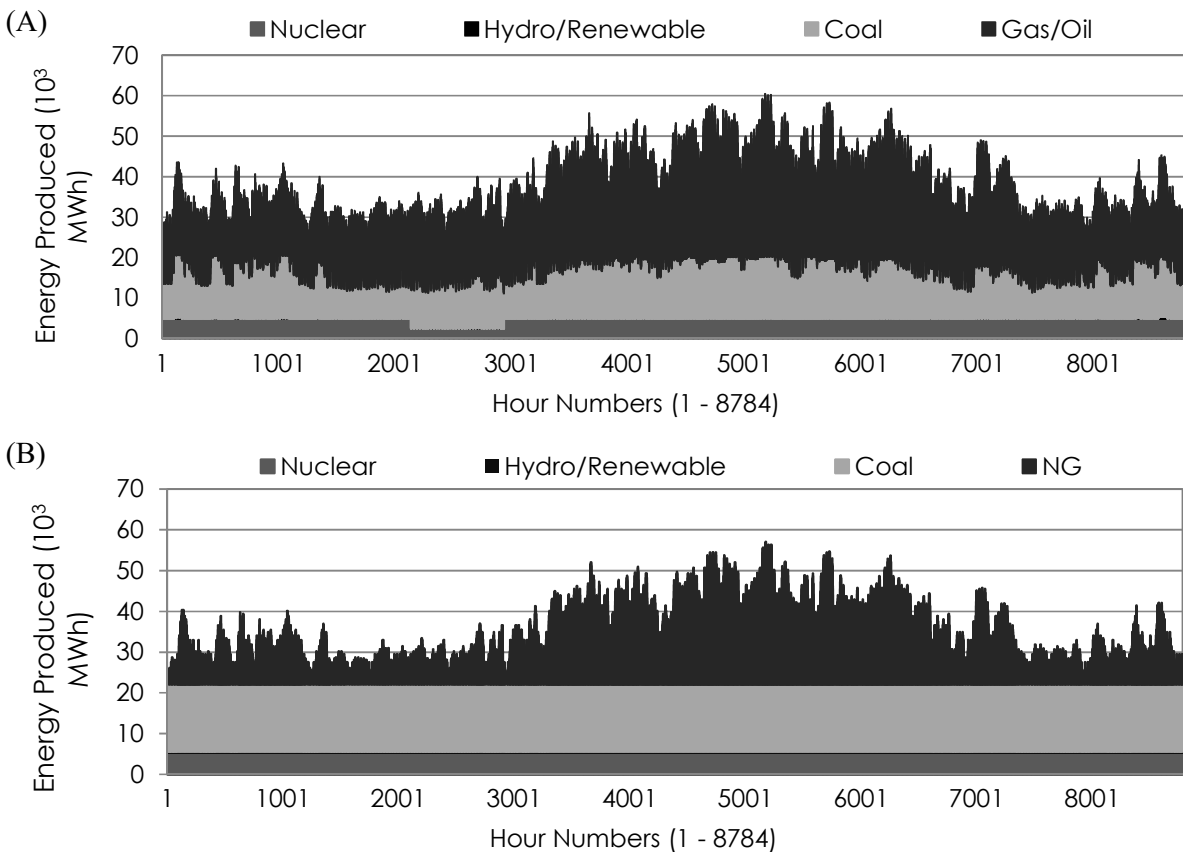 (A)
Nuclear Hydro/Renewable Coal Gas/Oil
70
60
50
40
30
20
10
0
Energy Produced (10³
MWh)
1 1001 2001 3001 4001 5001 6001 7001 8001
Hour Numbers (1 - 8784)
(B)
Nuclear Hydro/Renewable Coal NG
70
60
50
40
30
20
10
0
Energy Produced (10³
MWh)
1 1001 2001 3001 4001 5001 6001 7001 8001
Hour Numbers (1 - 8784)